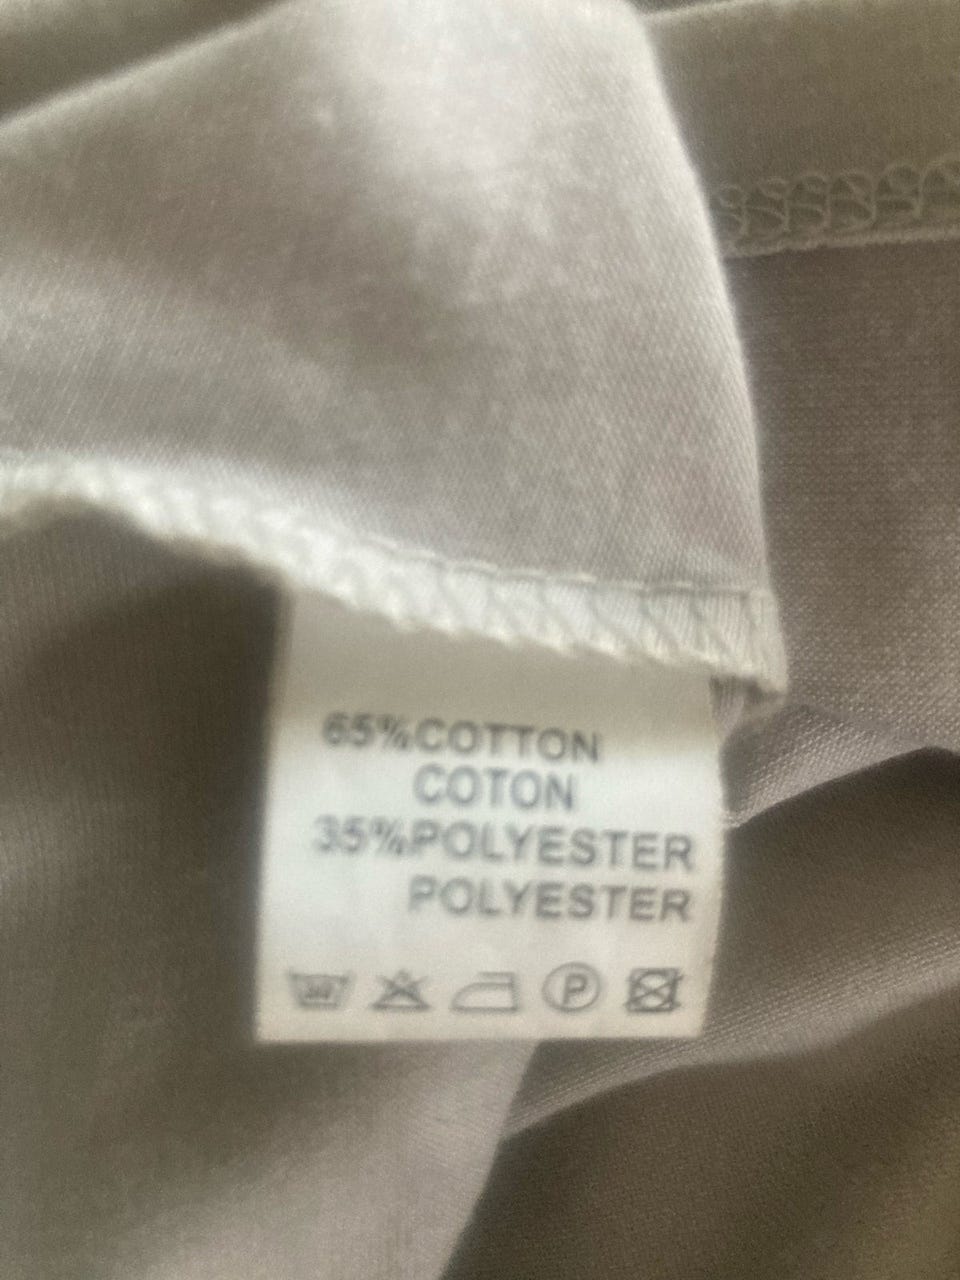 65%COTTON
COTON
35%POLYESTER
POLYESTER
P